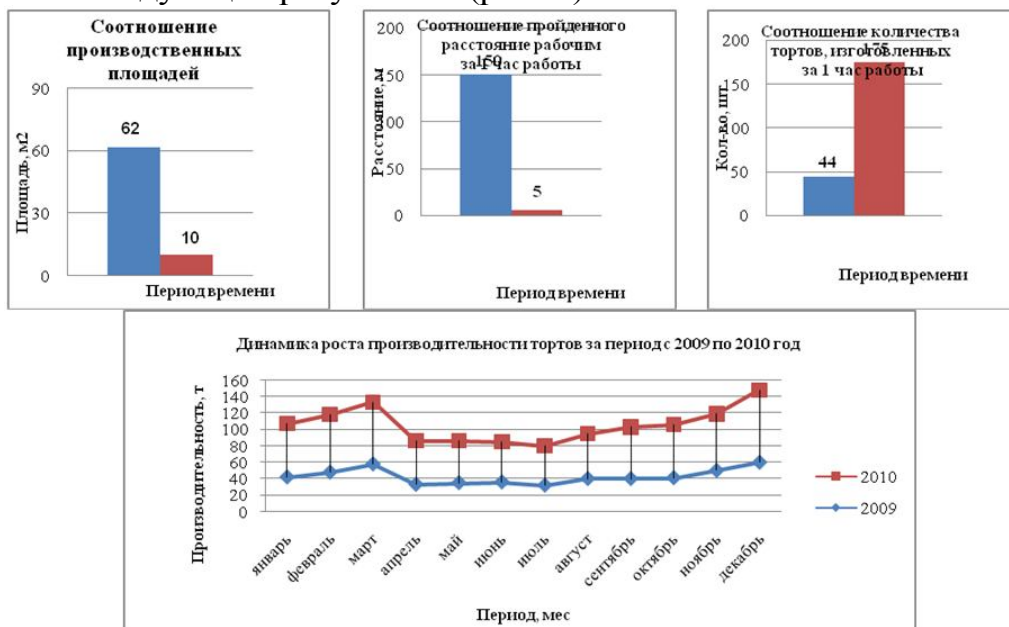 Соотношение
производственных
площадей
Площадь, м2
90
60
30
0
62
10
Период времени
Соотношение пройденного
расстояние рабочим
за 1 час работы
Расстояние, м
200
150
100
50
0
150
5
Период времени
Соотношение количества
тортов, изготовленных
за 1 час работы
Кол-во, шт
200
150
100
50
0
44
175
Период времени
Динамика роста производительности тортов за период с 2009 по 2010 год
Производительность, т
160
140
120
100
80
60
40
20
0
январь
февраль
март
апрель
май
июнь
июль
август
сентябрь
октябрь
ноябрь
декабрь
Период, мес
2010
2009